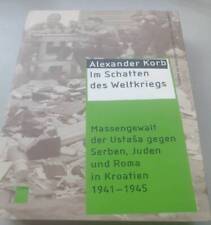 Alexander Korb
Im Schatten
des Weltkriegs
Massengewalt
der Ustaša gegen
Serben, Juden
und Roma
in Kroatien
1941–1945